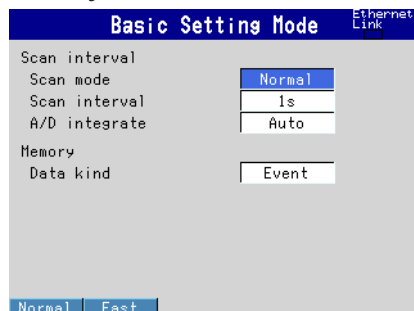 Basic Setting Mode
Ethernet
Link
Scan interval
Scan mode Normal
Scan interval 1s
A/D integrate Auto
Memory
Data kind Event
Normal Fast